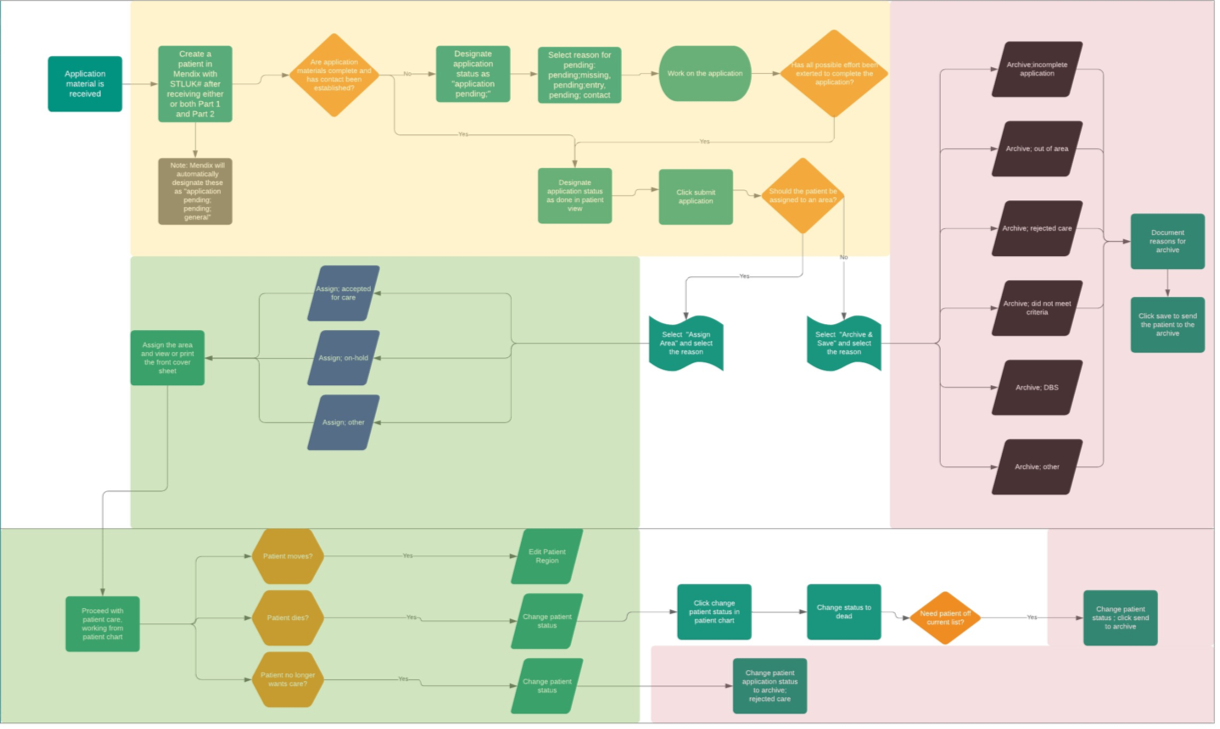 Application
material is
received
Create a
patient in
Mendix with
STLUK# after
receiving either
or both Part 1
and Part 2
Note: Mendix will
automatically
designate these
as "application
pending;
pending;
general"
Are application
materials complete and
has contact been
established?
No
Yes
Designate
application
status as
"application
pending;"
Select reason for
pending:
pending;missing,
pending;entry,
pending; contact
Work on the application
Has all possible effort been
exterted to complete the
application?
Yes
Designate
application status
as done in patient
view
Click submit
application
Should the patient be
assigned to an area?
Yes
No
Select "Assign
Area" and select
the reason
Select "Archive &
Save" and select
the reason
Archive;incomplete
application
Archive; out of area
Archive; rejected care
Archive; did not meet
criteria
Archive; DBS
Archive; other
Document
reasons for
archive
Click save to send
the patient to the
archive
Assign; accepted
for care
Assign; on-hold
Assign; other
Assign the area
and view or print
the front cover
sheet
Proceed with
patient care,
working from
patient chart
Patient moves?
Yes
Edit Patient
Region
Patient dies?
Yes
Change patient
status
Click change
patient status in
patient chart
Change status to
dead
Need patient off
current list?
Yes
Change patient
status ; click send
to archive
Patient no longer
wants care?
Yes
Change patient
status
Change patient
application status
to archive;
rejected care